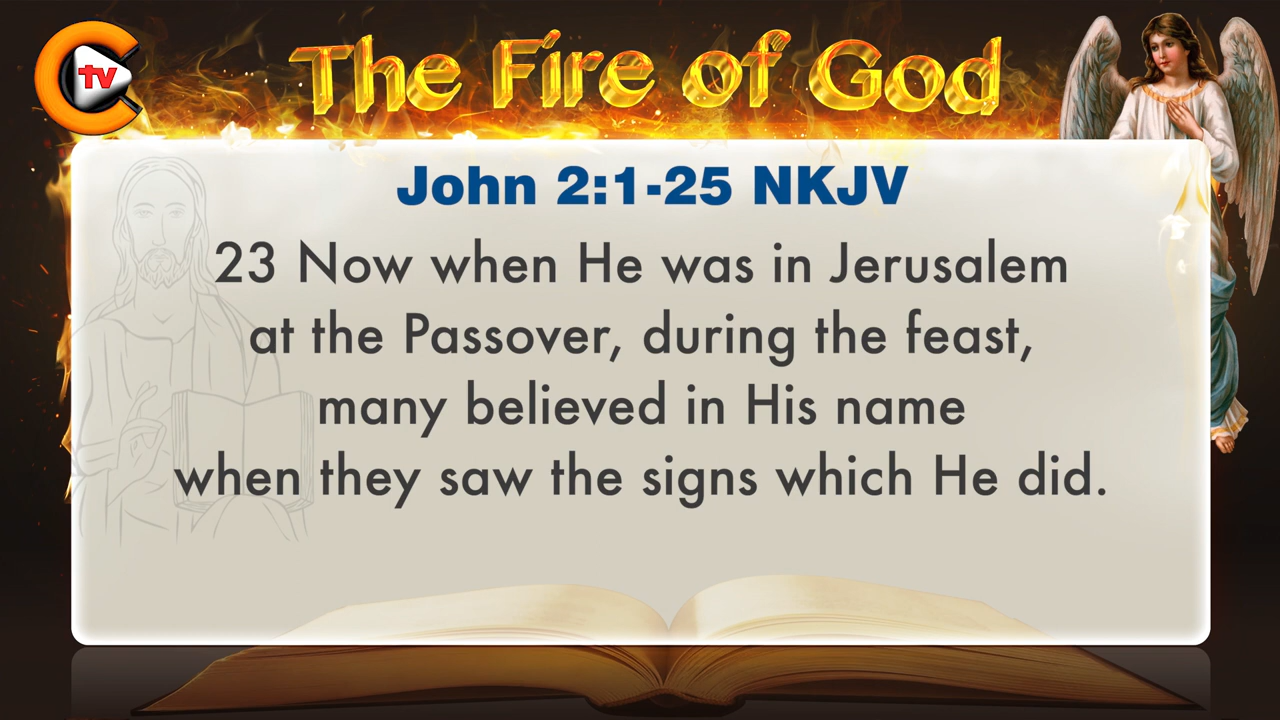 tv
The Fire of God
John 2:1-25 NKJV
23 Now when He was in Jerusalem
at the Passover, during the feast,
many believed in His name
when they saw the signs which He did.